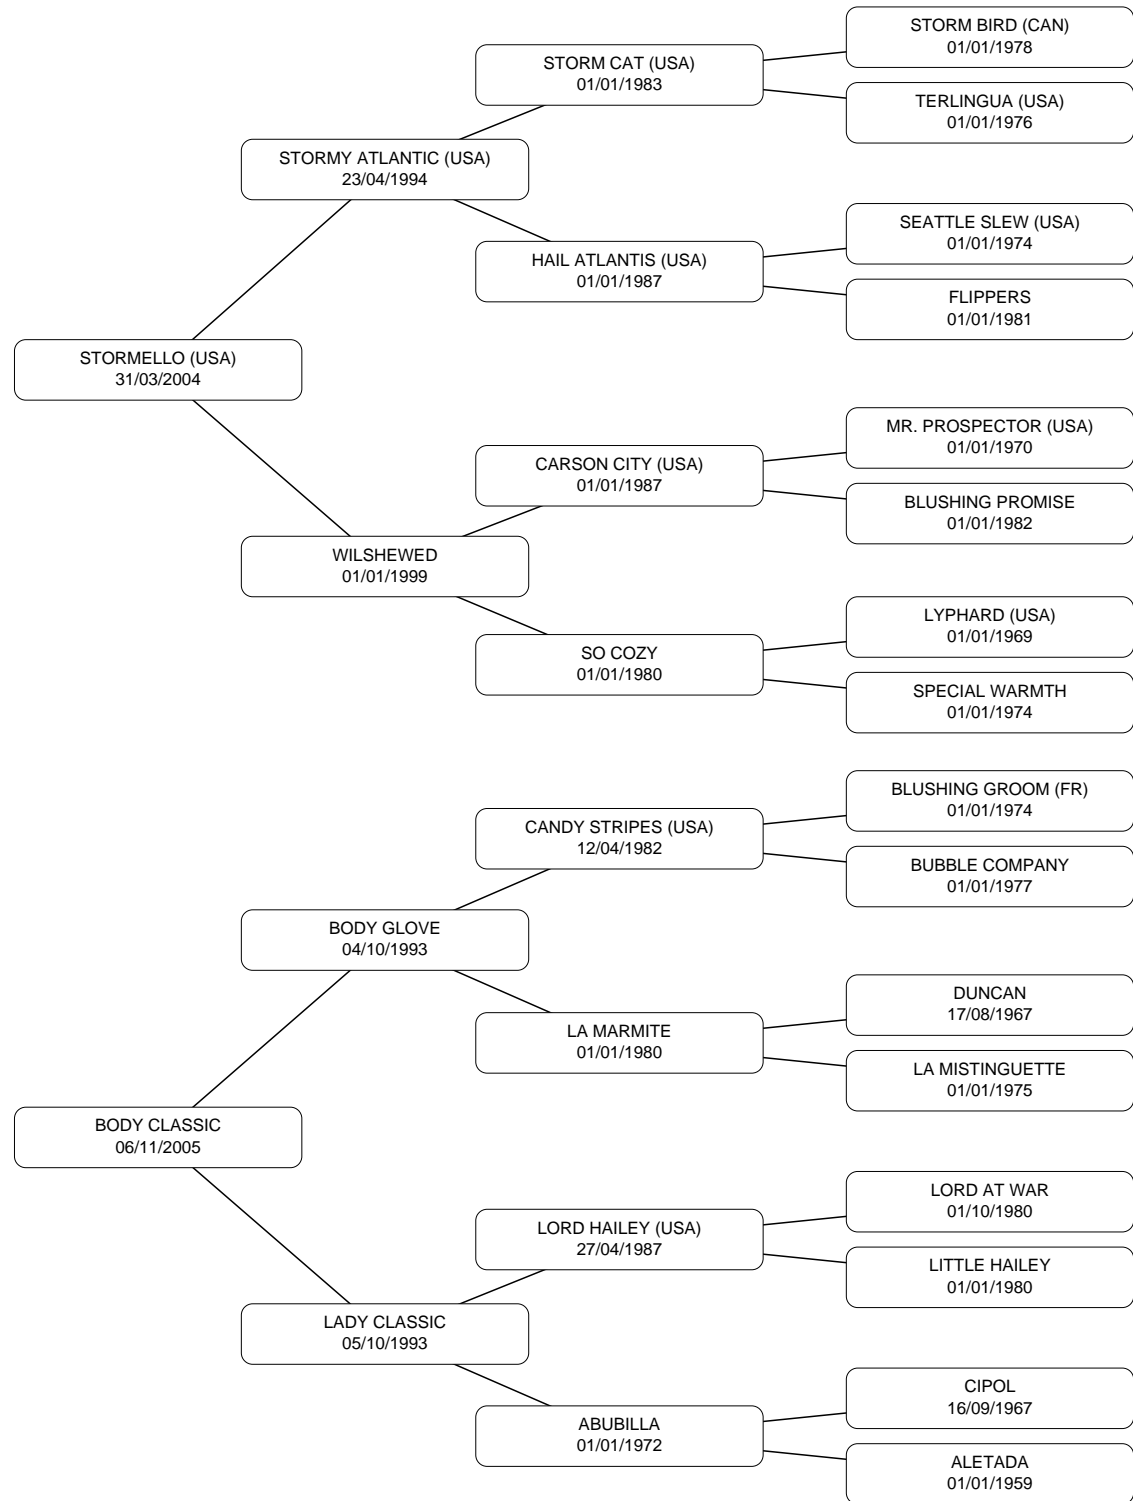 STORM BIRD (CAN)
01/01/1978
STORM CAT (USA)
01/01/1983
TERLINGUA (USA)
01/01/1976
STORMY ATLANTIC (USA)
23/04/1994
SEATTLE SLEW (USA)
01/01/1974
HAIL ATLANTIS (USA)
01/01/1987
FLIPPERS
01/01/1981
STORMELLO (USA)
31/03/2004
MR. PROSPECTOR (USA)
01/01/1970
CARSON CITY (USA)
01/01/1987
BLUSHING PROMISE
01/01/1982
WILSHEWED
01/01/1999
LYPHARD (USA)
01/01/1969
SO COZY
01/01/1980
SPECIAL WARMTH
01/01/1974
BLUSHING GROOM (FR)
01/01/1974
CANDY STRIPES (USA)
12/04/1982
BUBBLE COMPANY
01/01/1977
BODY GLOVE
04/10/1993
DUNCAN
17/08/1967
LA MARMITE
01/01/1980
LA MISTINGUETTE
01/01/1975
BODY CLASSIC
06/11/2005
LORD AT WAR
01/10/1980
LORD HAILEY (USA)
27/04/1987
LITTLE HAILEY
01/01/1980
LADY CLASSIC
05/10/1993
CIPOL
16/09/1967
ABUBILLA
01/01/1972
ALETADA
01/01/1959